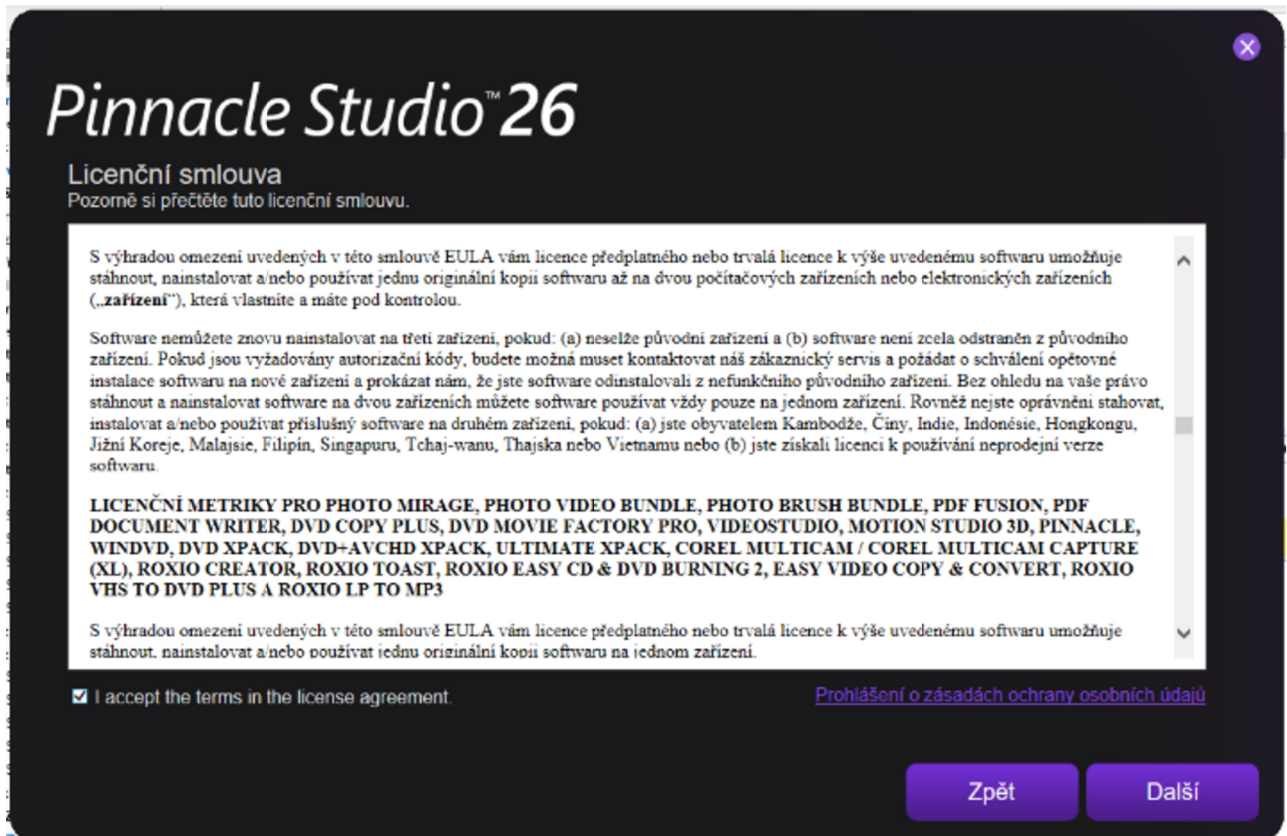 Pinnacle Studio™ 26
Licenční smlouva
Pozorně si přečtěte tuto licenční smlouvu.
S výhradou omezení uvedených v této smlouvě EULA vám licence předplatného nebo trvalá licence k výše uvedenému softwaru umožňuje
stáhnout, nainstalovat a/nebo používat jednu originální kopii softwaru až na dvou počítačových zařízeních nebo elektronických zařízeních
(„zařízení“), která vlastníte a máte pod kontrolou.
Software nemůžete znovu nainstalovat na třetí zařízení, pokud: (a) neselže původní zařízení a (b) software není zcela odstraněn z původního
zařízení. Pokud jsou vyžadovány autorizační kódy, budete možná muset kontaktovat náš zákaznický servis a požádat o schválení opětovné
instalace softwaru na nové zařízení a prokázat nám, že jste software odinstalovali z nefunkčního původního zařízení. Bez ohledu na vaše právo
stáhnout a nainstalovat software na dvou zařízeních můžete software používat vždy pouze na jednom zařízení. Rovněž nejste oprávněni stahovat,
instalovat a/nebo používat příslušný software na druhém zařízení, pokud: (a) jste obyvatelem Kambodže, Číny, Indie, Indonésie, Hongkongu,
Jižní Koreje, Malajsie, Filipín, Singapuru, Tchaj-wanu, Thajska nebo Vietnamu nebo (b) jste získali licenci k používání neprodejní verze
softwaru.
LICENČNÍ METRIKY PRO PHOTO MIRAGE, PHOTO VIDEO BUNDLE, PHOTO BRUSH BUNDLE, PDF FUSION, PDF
DOCUMENT WRITER, DVD COPY PLUS, DVD MOVIE FACTORY PRO, VIDEOSTUDIO, MOTION STUDIO 3D, PINNACLE,
WINDVD, DVD XPACK, DVD+AVCHD XPACK, ULTIMATE XPACK, COREL MULTICAM / COREL MULTICAM CAPTURE
(XL), ROXIO CREATOR, ROXIO TOAST, ROXIO EASY CD & DVD BURNING 2, EASY VIDEO COPY & CONVERT, ROXIO
VHS TO DVD PLUS A ROXIO LP TO MP3
S výhradou omezení uvedených v této smlouvě EULA vám licence předplatného nebo trvalá licence k výše uvedenému softwaru umožňuje
stáhnout, nainstalovat a/nebo používat jednu originální kopii softwaru na jednom zařízení.
I accept the terms in the license agreement.
Prohlášení o zásadách ochrany osobních údajů
Zpět
Další